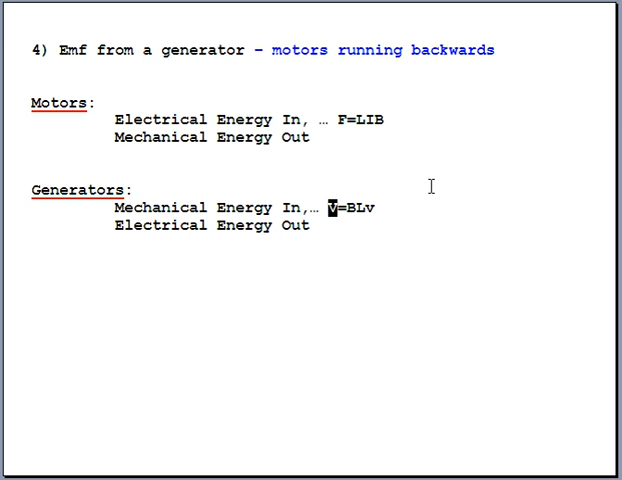 4) Emf from a generator – motors running backwards
Motors:
Electrical Energy In, … F=LIB
Mechanical Energy Out
Generators:
Mechanical Energy In,… V=BLv
Electrical Energy Out